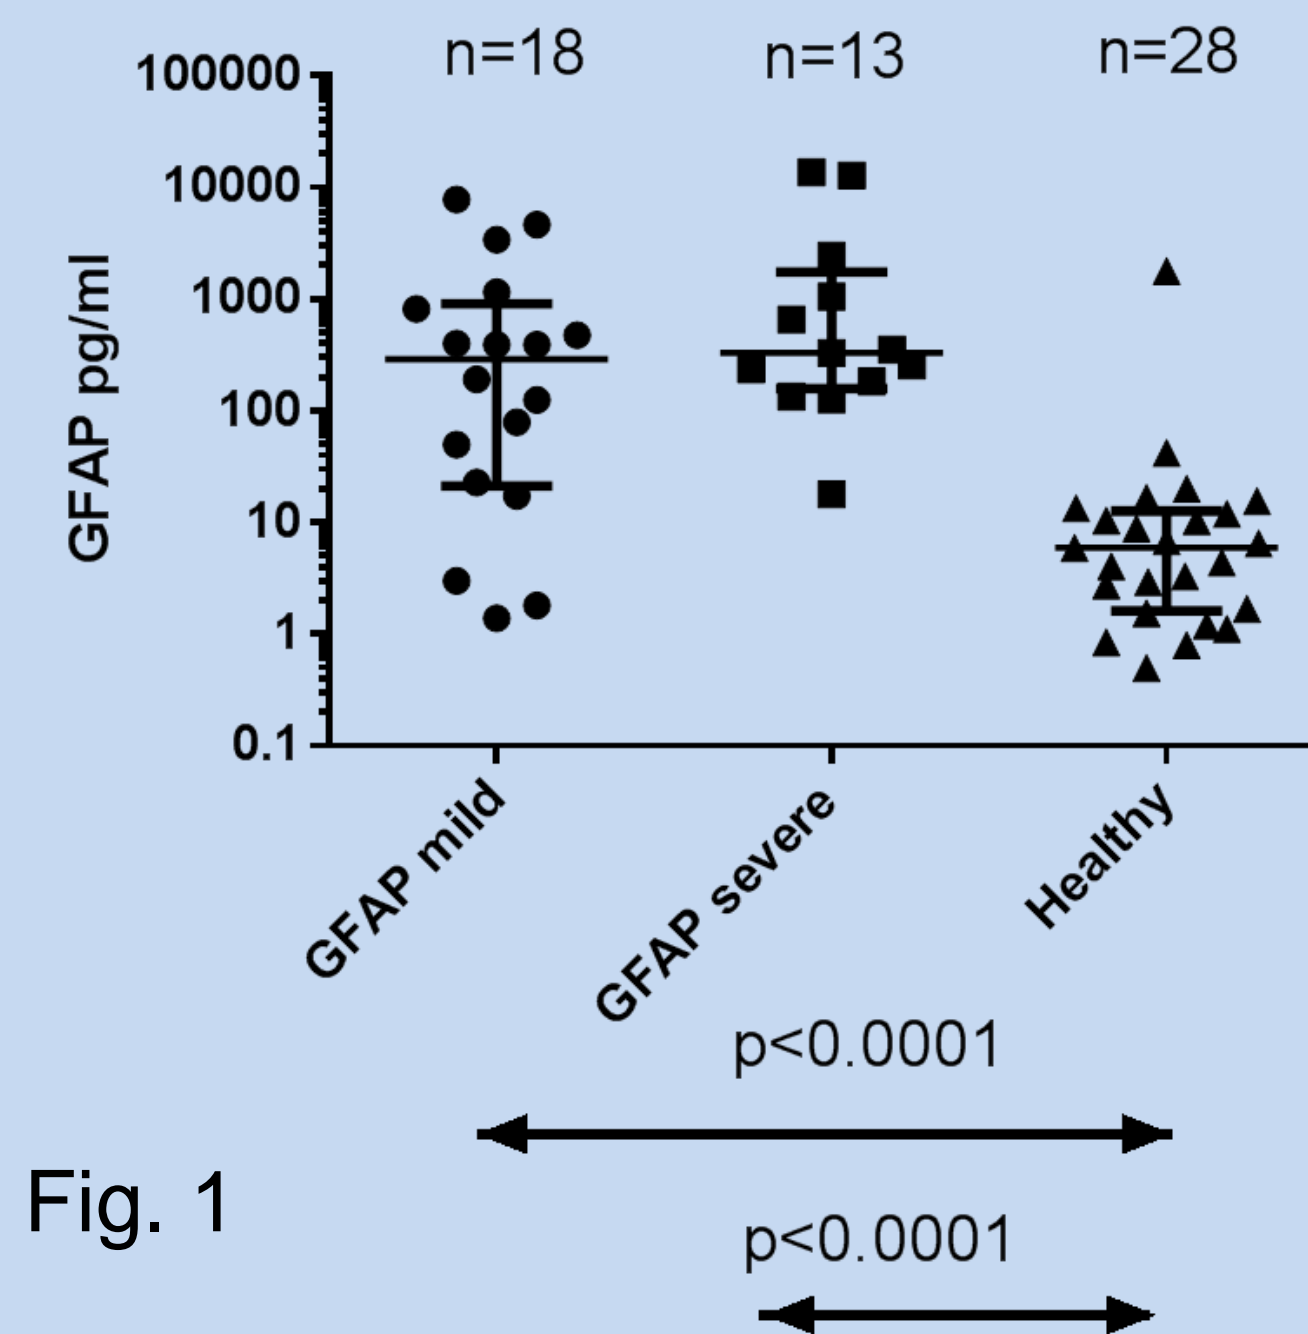 n=18
n=13
n=28
100000
10000
1000
100
10
1
0.1
GFAP pg/ml
GFAP mild
GFAP severe
Healthy
p<0.0001
Fig. 1
p<0.0001